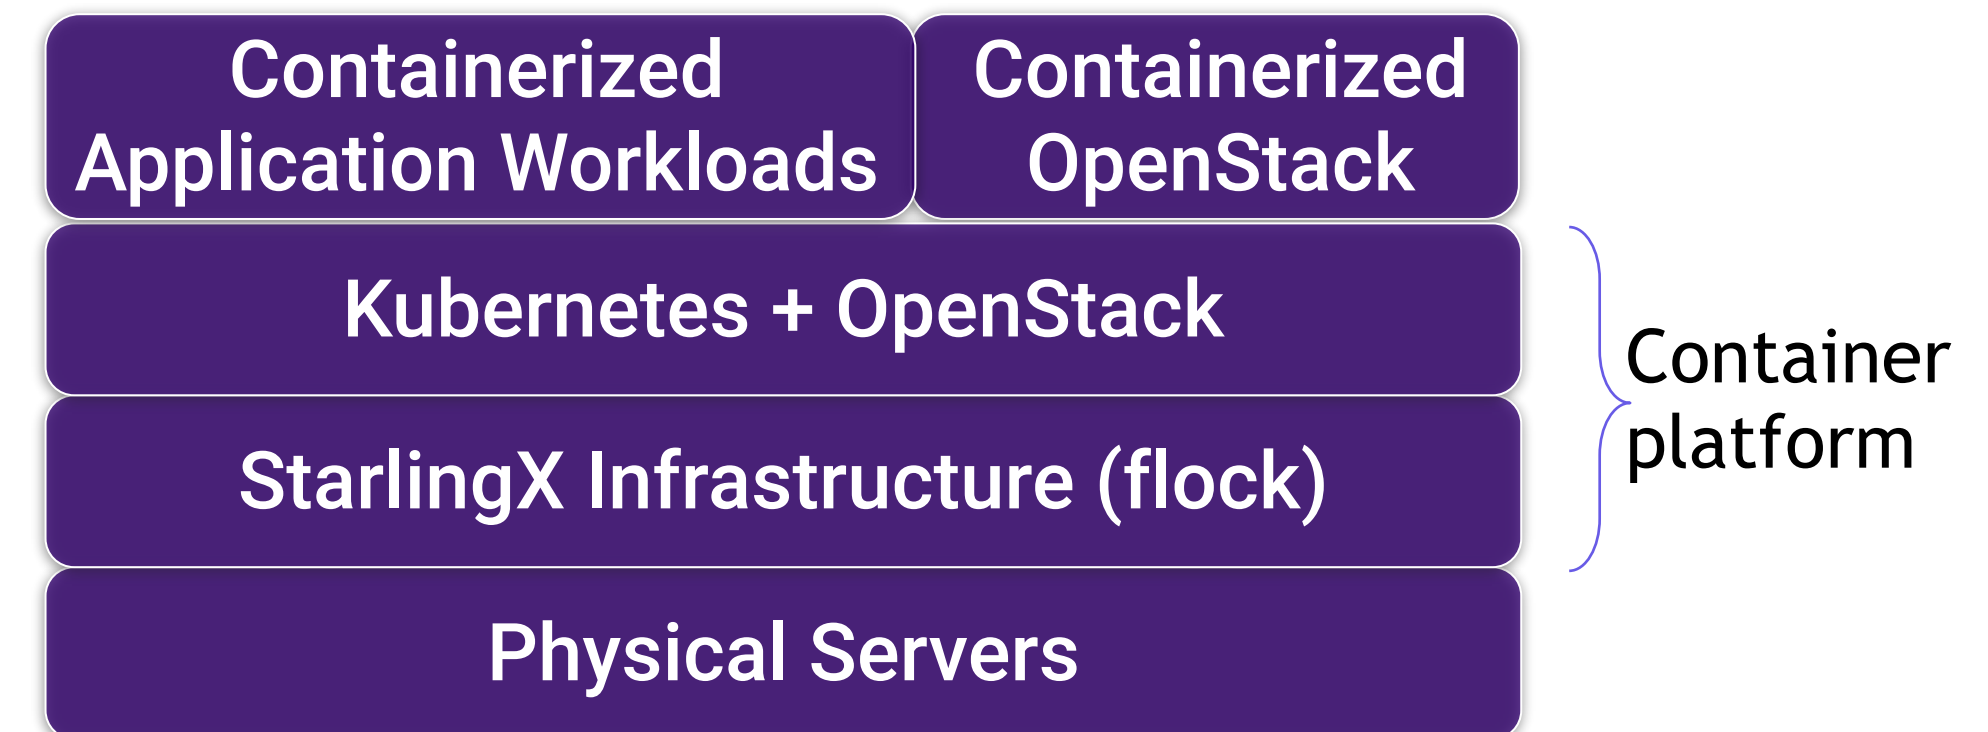 Containerized
Application Workloads
Containerized
OpenStack
Kubernetes + OpenStack
StarlingX Infrastructure (flock)
Physical Servers
Container
platform